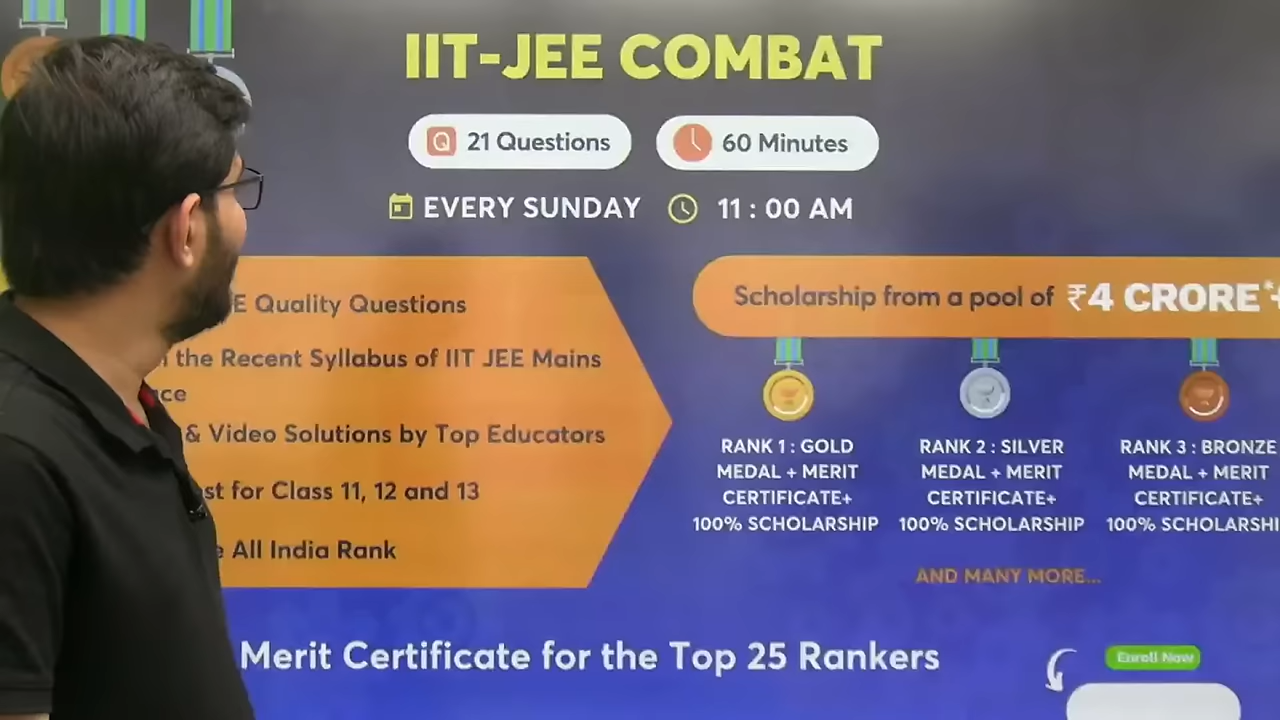 IIT-JEE COMBAT
Q 21 Questions
60 Minutes
EVERY SUNDAY
11 : 00 AM
Quality Questions
the Recent Syllabus of IIT JEE Mains
& Video Solutions by Top Educators
for Class 11, 12 and 13
All India Rank
Scholarship from a pool of ₹4 CRORE*
RANK 1 : GOLD
MEDAL + MERIT
CERTIFICATE+
100% SCHOLARSHIP
RANK 2 : SILVER
MEDAL + MERIT
CERTIFICATE+
100% SCHOLARSHIP
RANK 3 : BRONZE
MEDAL + MERIT
CERTIFICATE+
100% SCHOLARSHI
AND MANY MORE...
Merit Certificate for the Top 25 Rankers
Enroll Now